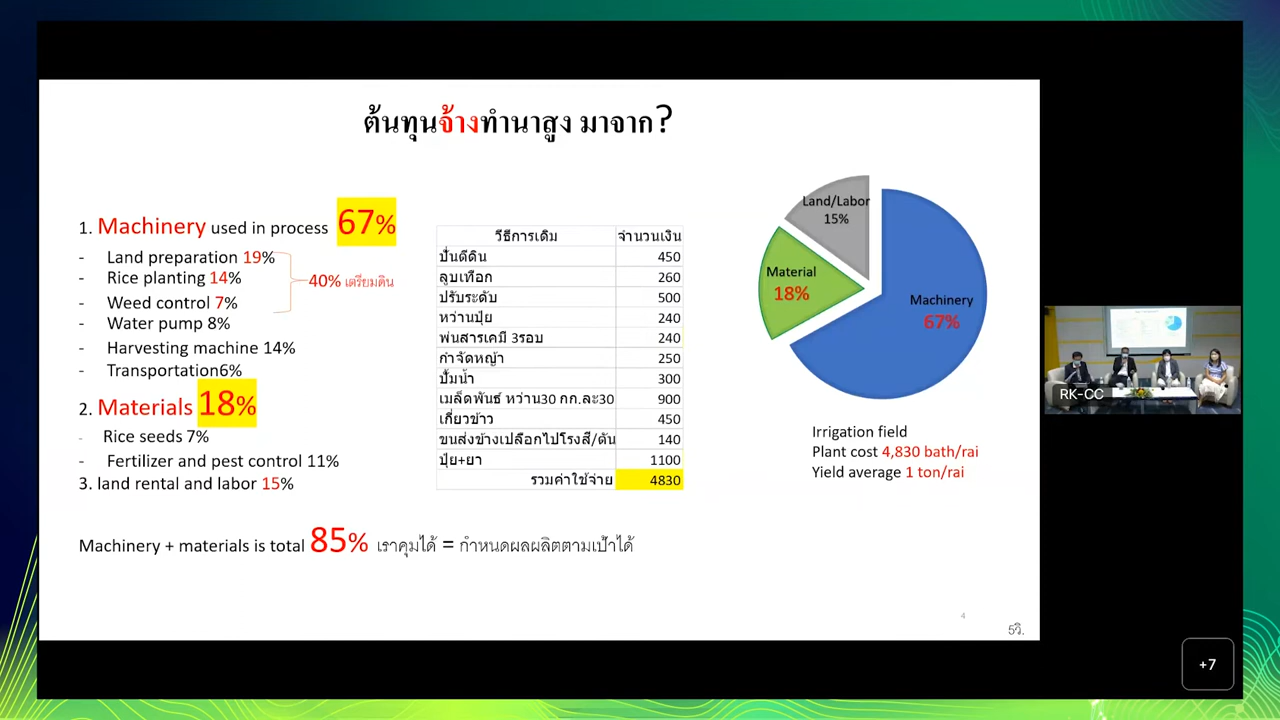 ต้นทุนจ้างทำนาสูง มาจาก?
1. Machinery used in process 67%
- Land preparation 19%
- Rice planting 14%
- Weed control 7%
40% เตรียมดิน
- Water pump 8%
- Harvesting machine 14%
- Transportation6%
2. Materials 18%
- Rice seeds 7%
- Fertilizer and pest control 11%
3. land rental and labor 15%
Machinery + materials is total 85% เราคุมได้ = กำหนดผลผลิตตามเป้าได้
วีธีการเดิม จำนวนเงิน
ปั่นตีดิน 450
ลูบเทือก 260
ปรับระดับ 500
หว่านปุ๋ย 240
พ่นสารเคมี 3รอบ 240
กำจัดหญ้า 250
ปั้มน้ำ 300
เมล็ดพันธ์ หว่าน30 กก.ละ30 900
เกี่ยวข้าว 450
ขนส่งข้างเปลือกไปโรงสี/ตัน 140
ปุ๋ย+ยา 1100
รวมค่าใช้จ่าย 4830
Land/Labor
15%
Material
18%
Machinery
67%
Irrigation field
Plant cost 4,830 bath/rai
Yield average 1 ton/rai
4
5วิ.
RK-CC
+7